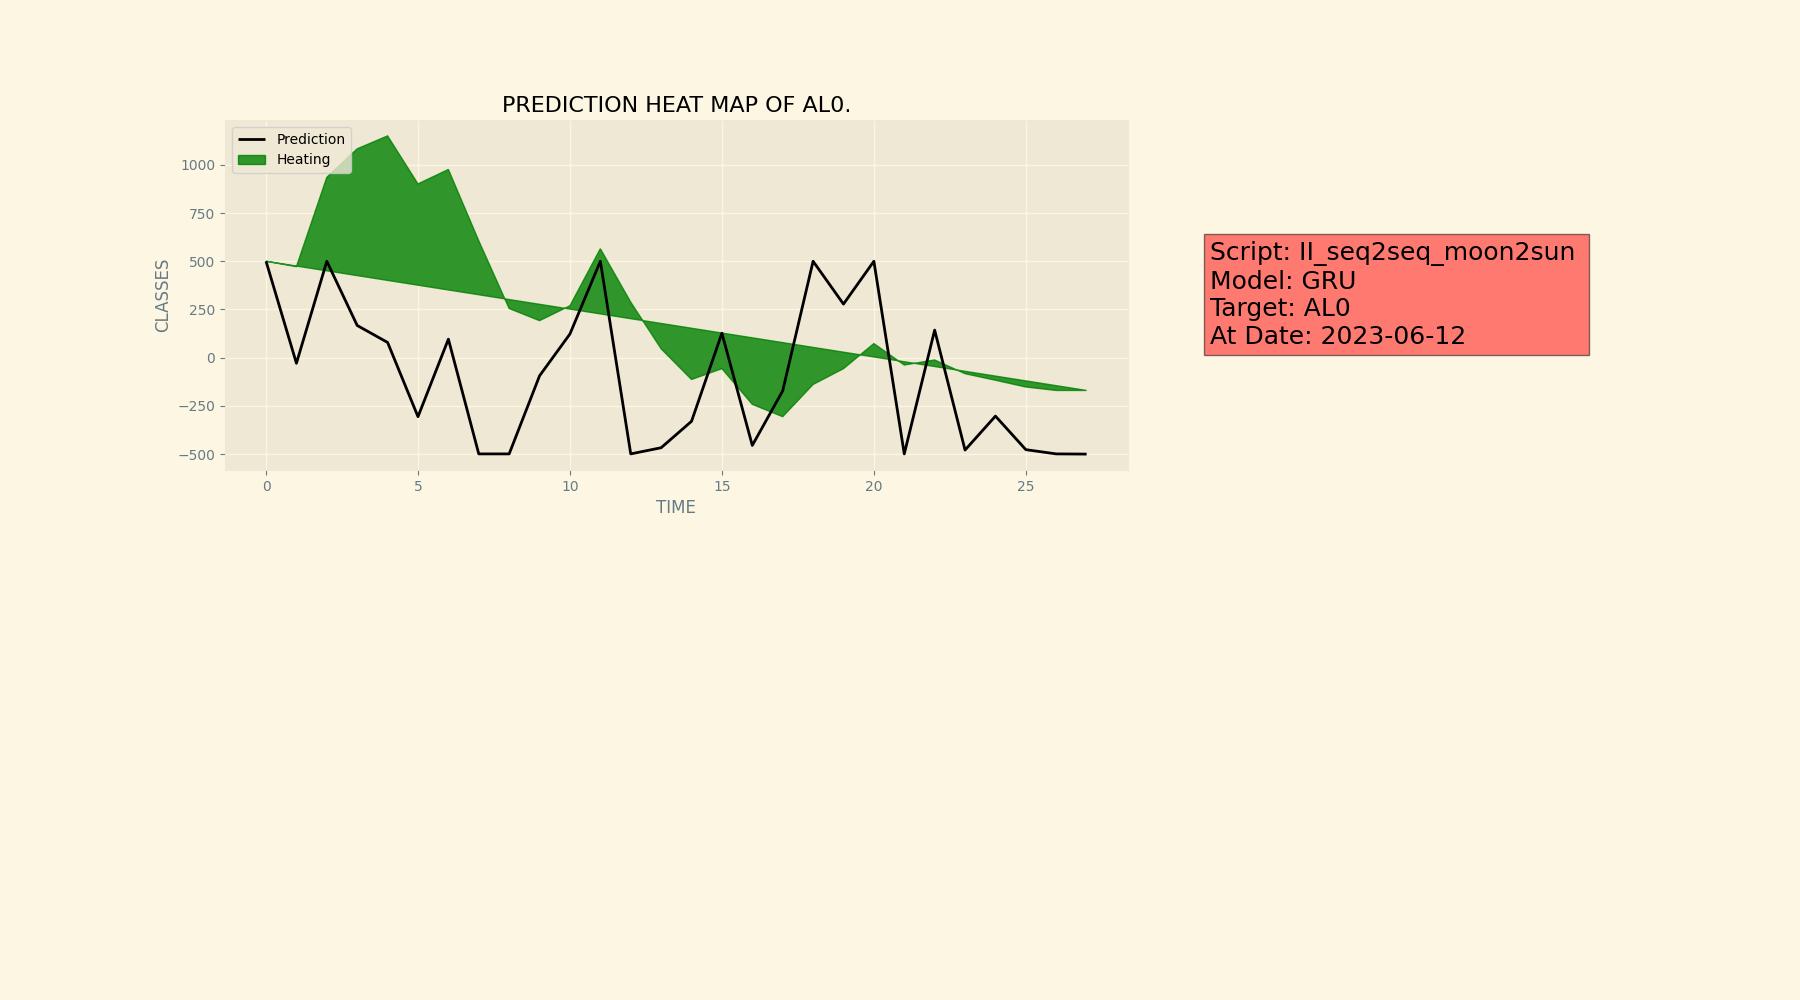 PREDICTION HEAT MAP OF AL0.
Prediction
Heating
1000
750
500
250
0
−250
−500
CLASSES
0 5 10 15 20 25
TIME
Script: II_seq2seq_moon2sun
Model: GRU
Target: AL0
At Date: 2023-06-12